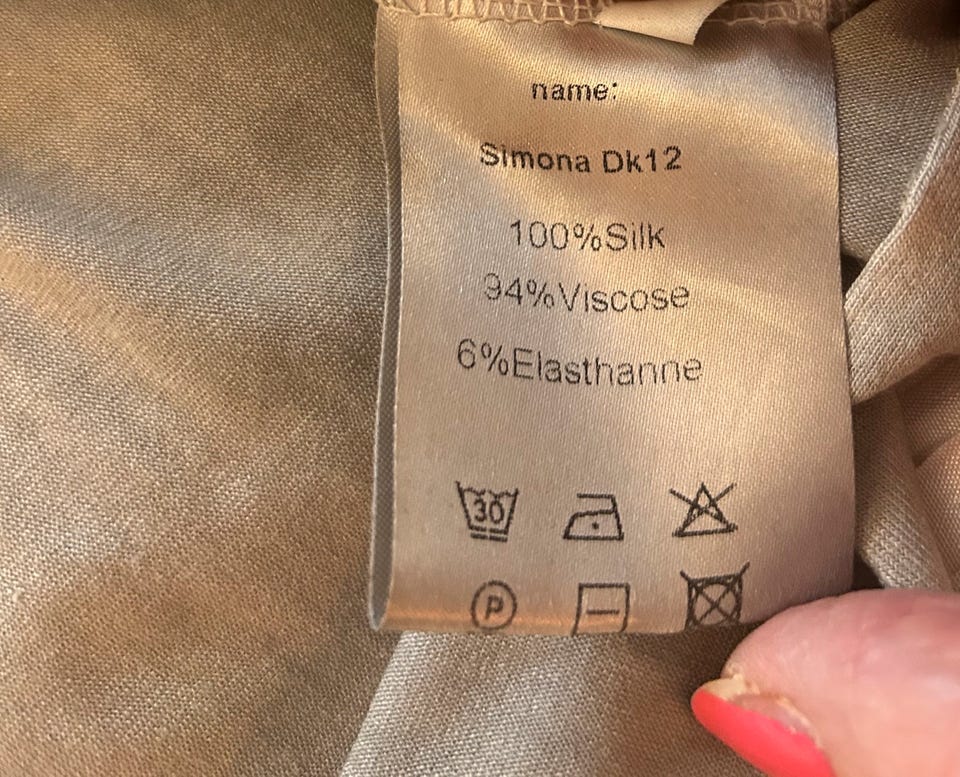 name:
Simona Dk12
100%Silk
94%Viscose
6%Elasthanne
30
P